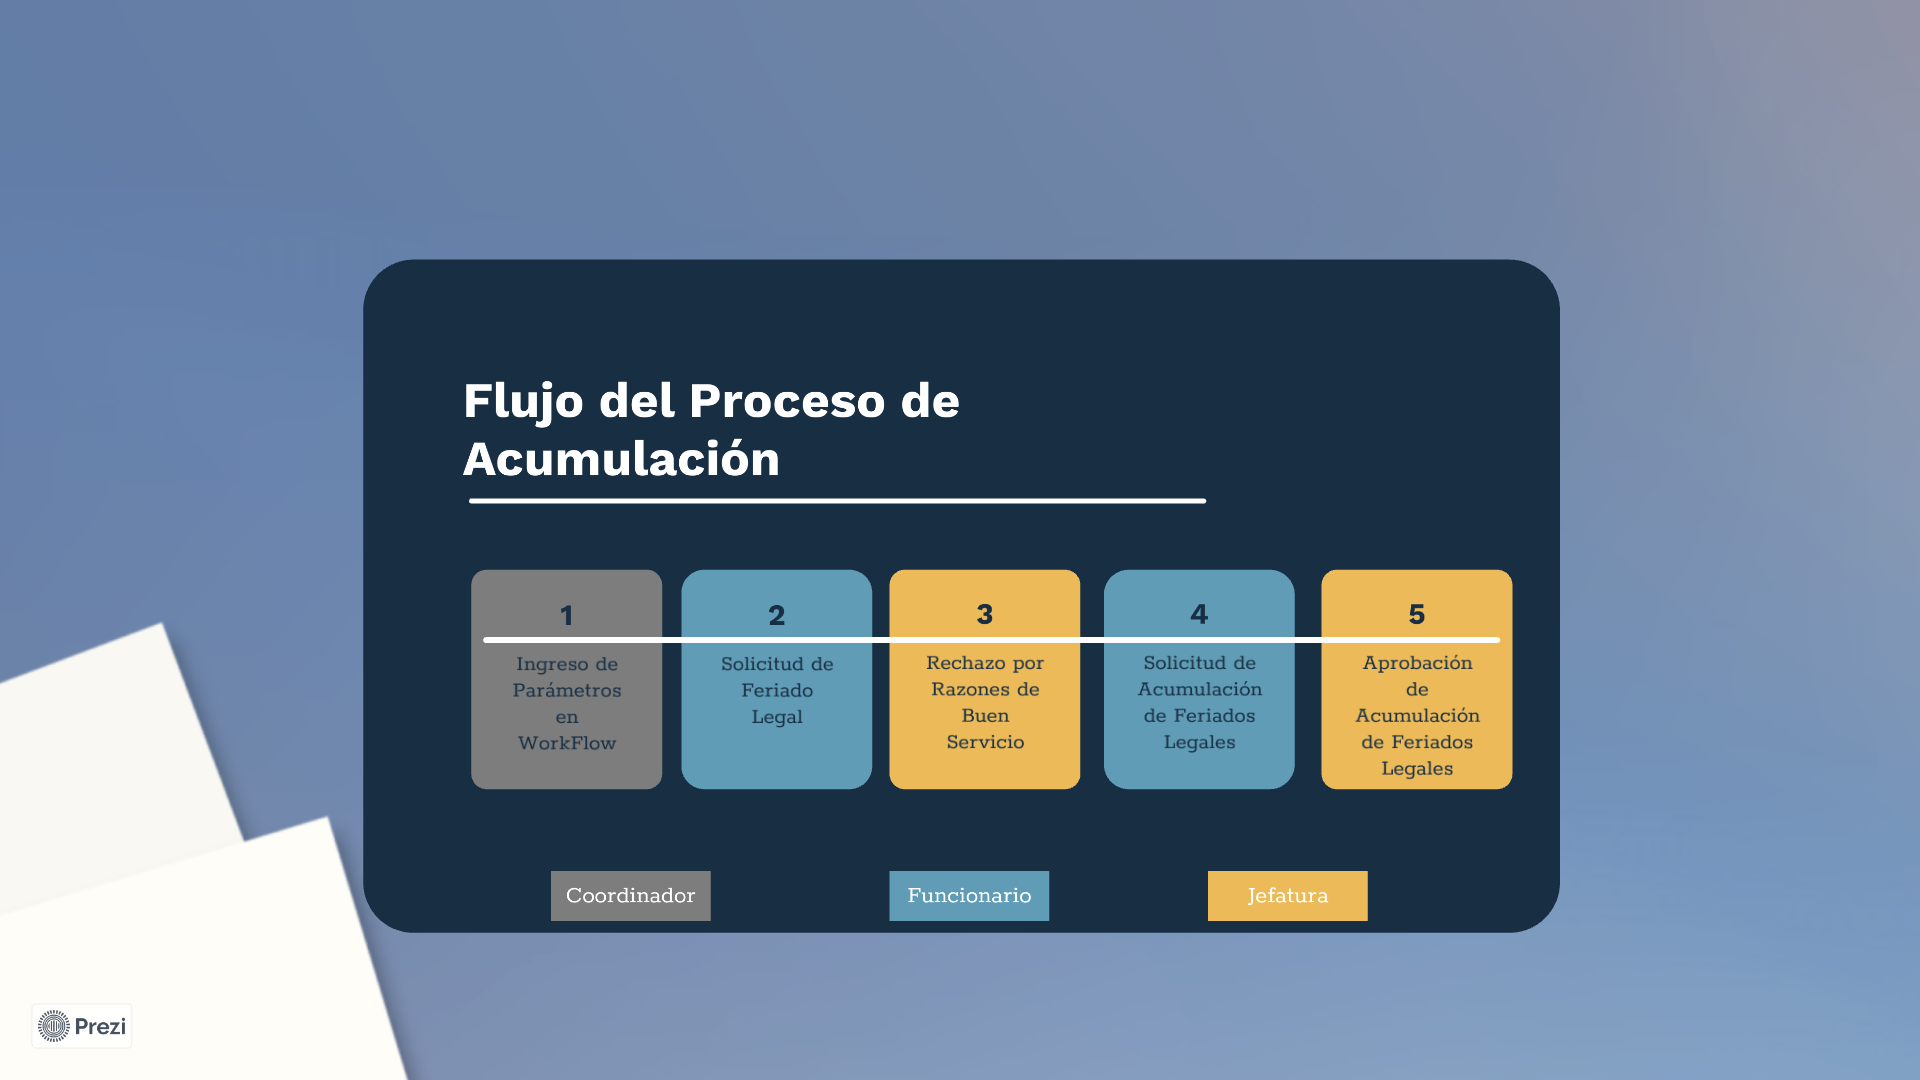 Flujo del Proceso de
Acumulación
1
Ingreso de
Parámetros
en
WorkFlow
2
Solicitud de
Feriado
Legal
3
Rechazo por
Razones de
Buen
Servicio
4
Solicitud de
Acumulación
de Feriados
Legales
5
Aprobación
de
Acumulación
de Feriados
Legales
Coordinador
Funcionario
Jefatura
Prezi